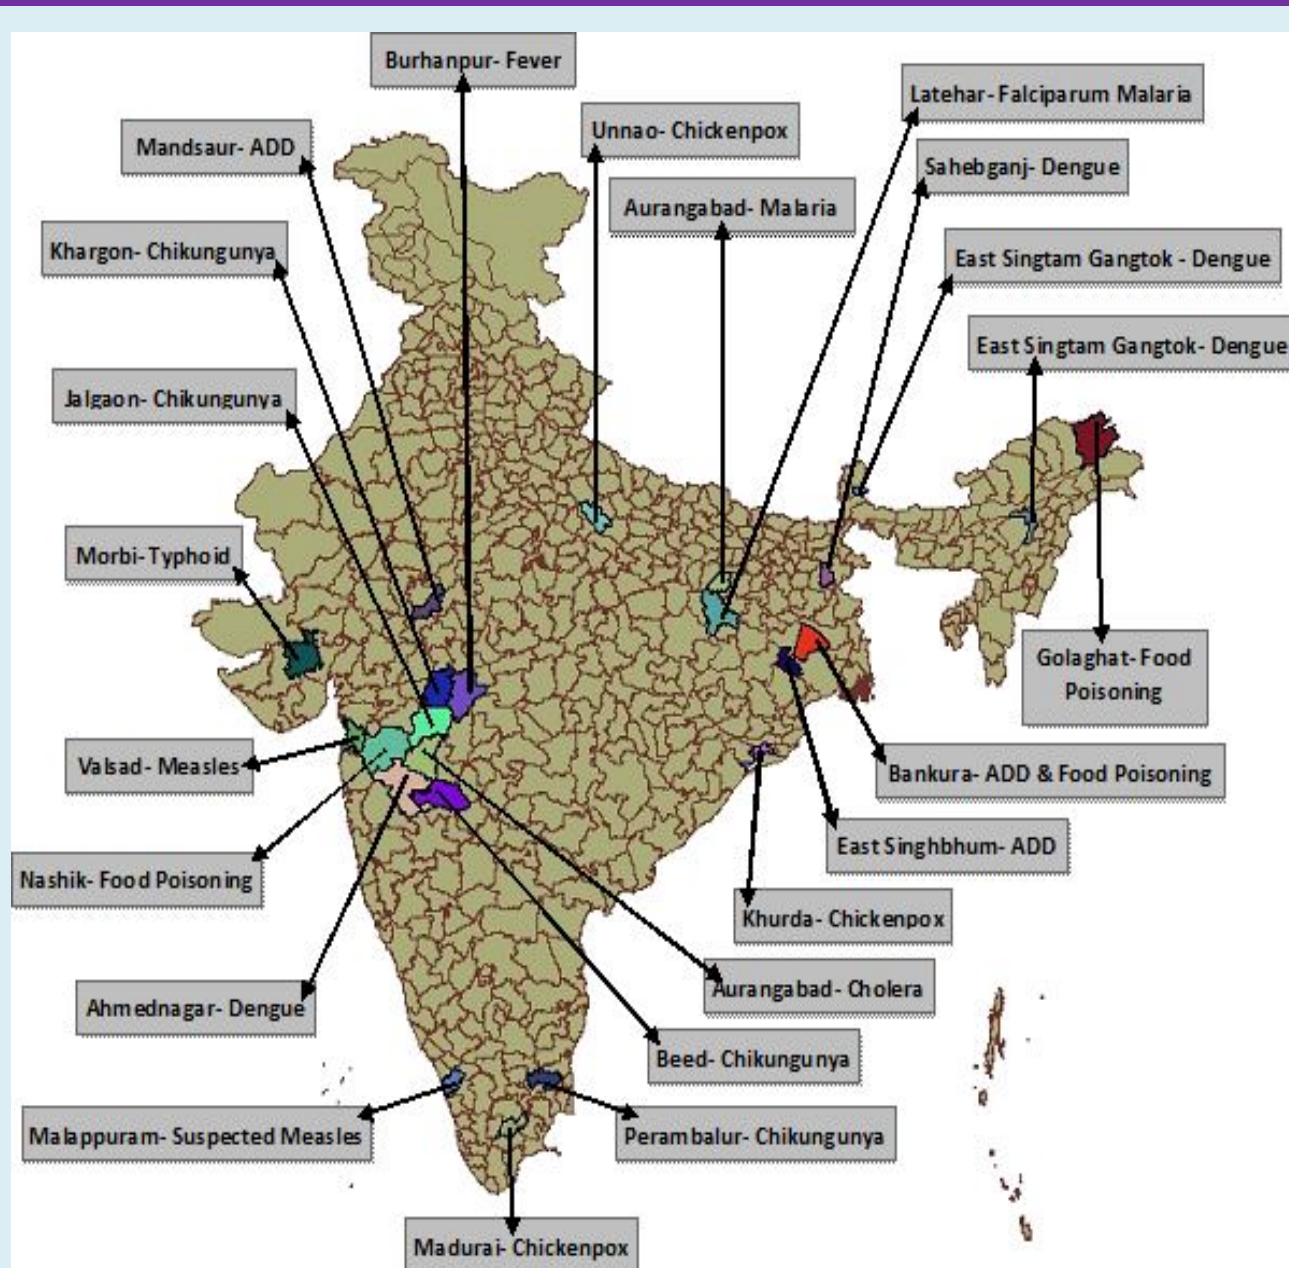 Burhanpur- Fever
Latehar- Falciparum Malaria
Unnao- Chickenpox
Mandsaur- ADD
Sahebganj- Dengue
Aurangabad- Malaria
Khargon- Chikungunya
East Singtam Gangtok - Dengue
East Singtam Gangtok- Dengue
Jalgaon- Chikungunya
Morbi- Typhoid
Golaghat- Food
Poisoning
Valsad- Measles
Bankura- ADD & Food Poisoning
East Singhbhum- ADD
Nashik- Food Poisoning
Khurda- Chickenpox
Aurangabad- Cholera
Ahmednagar- Dengue
Beed- Chikungunya
Malappuram- Suspected Measles
Perambalur- Chikungunya
Madurai- Chickenpox